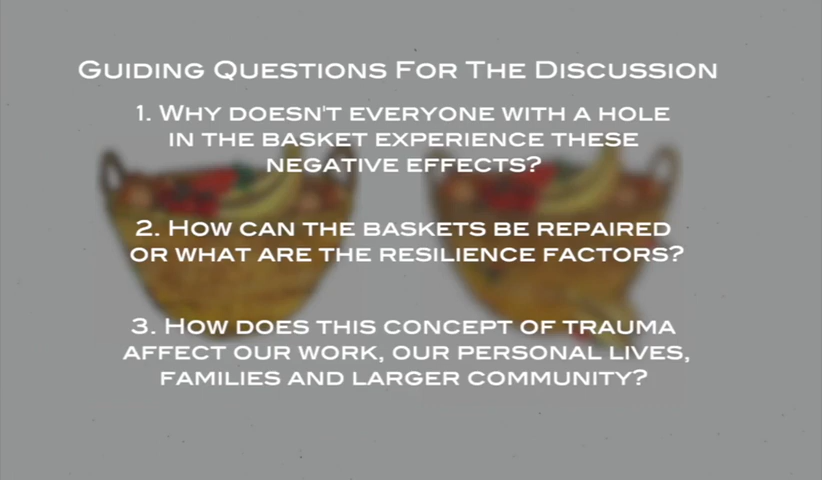 Guiding Questions For The Discussion
1. Why doesn't everyone with a hole
in the basket experience these
negative effects?
2. How can the baskets be repaired
or what are the resilience factors?
3. How does this concept of trauma
affect our work, our personal lives,
families and larger community?